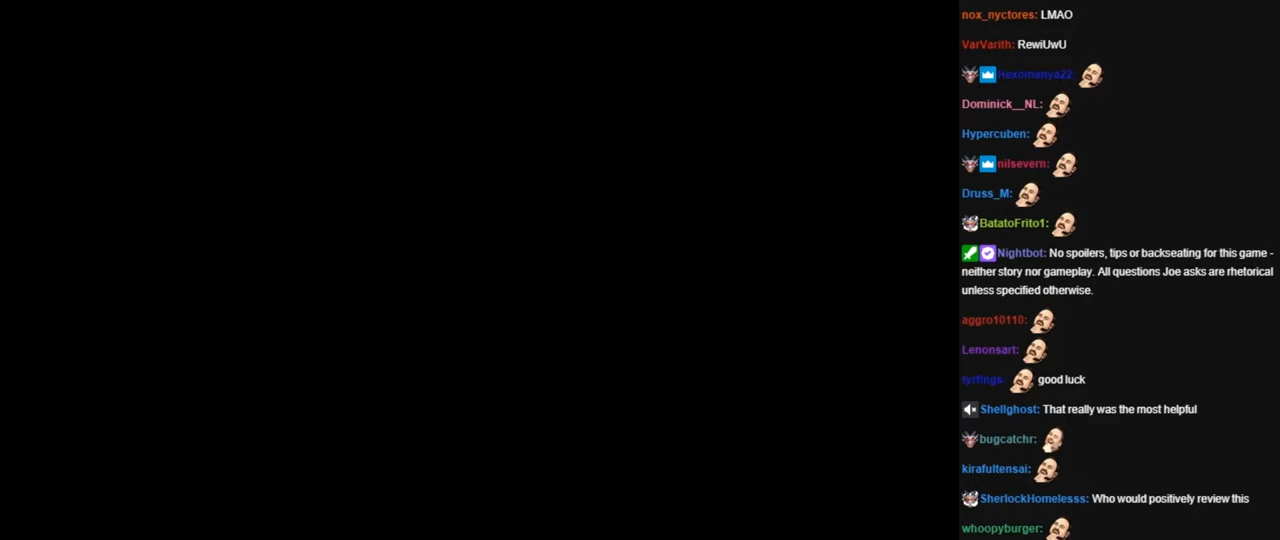 nox_nyctores: LMAO
VarVarith: RewiUwU
Hexomanya22:
Dominick__NL:
Hypercuben:
nilsevern:
Druss_M:
BatatoFrito1:
Nightbot: No spoilers, tips or backseating for this game -
neither story nor gameplay. All questions Joe asks are rhetorical
unless specified otherwise.
aggro10110:
Lenonsart:
tyrfings: good luck
Shellghost: That really was the most helpful
bugcatchr:
kirafultensai:
SherlockHomelesss: Who would positively review this
whoopyburger: